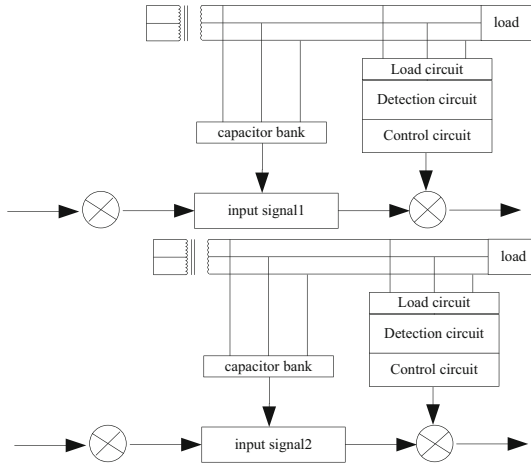 load
Load circuit
Detection circuit
Control circuit
capacitor bank
input signal1
load
Load circuit
Detection circuit
Control circuit
capacitor bank
input signal2